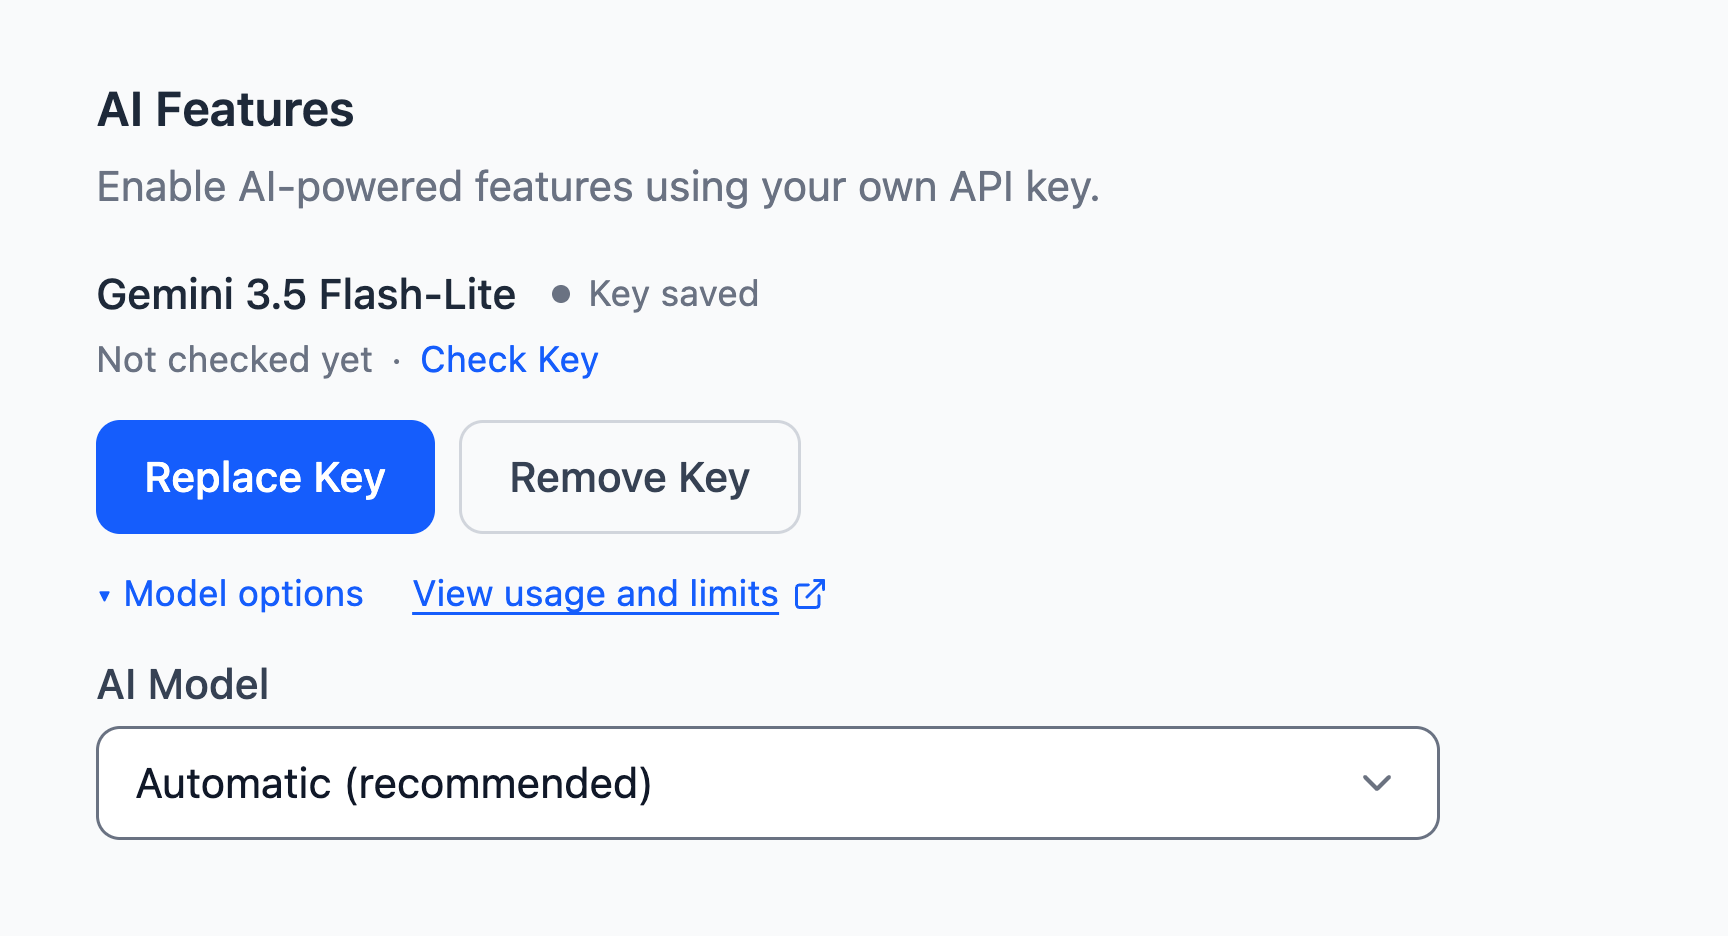 AI Features
Enable AI-powered features using your own API key.
Gemini 3.5 Flash-Lite ● Key saved
Not checked yet · Check Key
Replace Key Remove Key
▾ Model options View usage and limits
AI Model
Automatic (recommended)